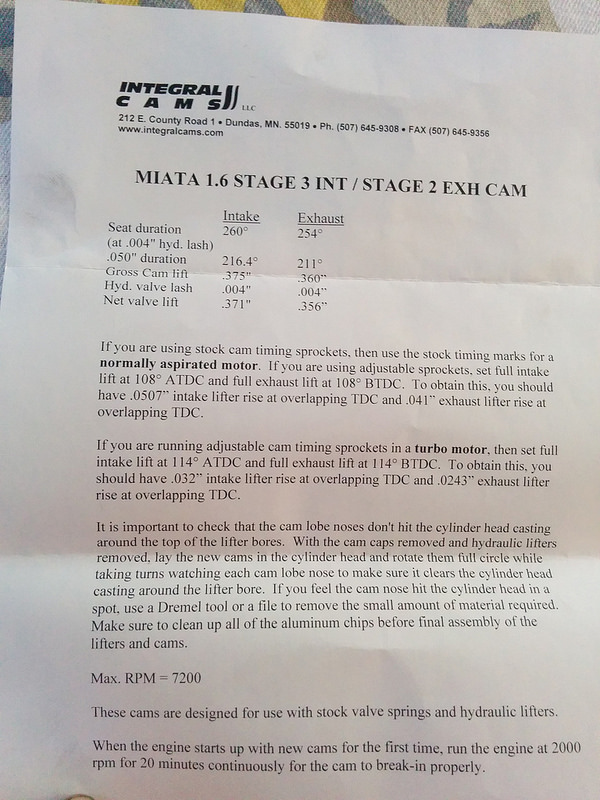 INTEGRAL
CAMS LLC
212 E. County Road 1 • Dundas, MN. 55019 • Ph. (507) 645-9308 • FAX (507) 645-9356
www.integralcams.com
MIATA 1.6 STAGE 3 INT / STAGE 2 EXH CAM
Intake Exhaust
Seat duration 260° 254°
(at .004" hyd. lash)
.050" duration 216.4° 211°
Gross Cam lift .375" .360”
Hyd. valve lash .004" .004”
Net valve lift .371" .356”
If you are using stock cam timing sprockets, then use the stock timing marks for a
normally aspirated motor. If you are using adjustable sprockets, set full intake
lift at 108° ATDC and full exhaust lift at 108° BTDC. To obtain this, you should
have .0507” intake lifter rise at overlapping TDC and .041” exhaust lifter rise at
overlapping TDC.
If you are running adjustable cam timing sprockets in a turbo motor, then set full
intake lift at 114° ATDC and full exhaust lift at 114° BTDC. To obtain this, you
should have .032” intake lifter rise at overlapping TDC and .0243” exhaust lifter
rise at overlapping TDC.
It is important to check that the cam lobe noses don't hit the cylinder head casting
around the top of the lifter bores. With the cam caps removed and hydraulic lifters
removed, lay the new cams in the cylinder head and rotate them full circle while
taking turns watching each cam lobe nose to make sure it clears the cylinder head
casting around the lifter bore. If you feel the cam nose hit the cylinder head in a
spot, use a Dremel tool or a file to remove the small amount of material required.
Make sure to clean up all of the aluminum chips before final assembly of the
lifters and cams.
Max. RPM = 7200
These cams are designed for use with stock valve springs and hydraulic lifters.
When the engine starts up with new cams for the first time, run the engine at 2000
rpm for 20 minutes continuously for the cam to break-in properly.